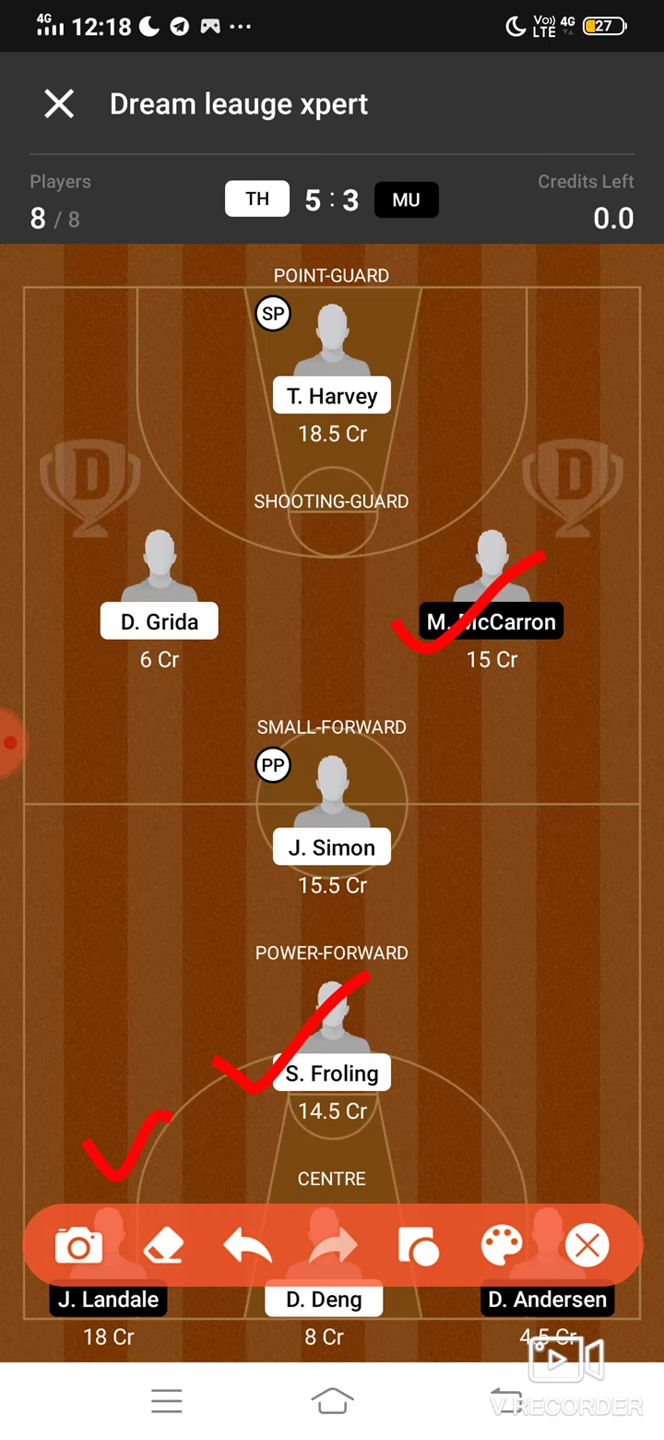 4G 12:18 ... Vo)) LTE 4G 27
Dream leauge xpert
Players Credits Left
8 / 8 TH 5 : 3 MU 0.0
POINT-GUARD
SP
T. Harvey
18.5 Cr
D D
SHOOTING-GUARD
D. Grida M. McCarron
6 Cr 15 Cr
SMALL-FORWARD
PP
J. Simon
15.5 Cr
POWER-FORWARD
S. Froling
14.5 Cr
CENTRE
J. Landale D. Deng D. Andersen
18 Cr 8 Cr 4.5 Cr
V RECORDER